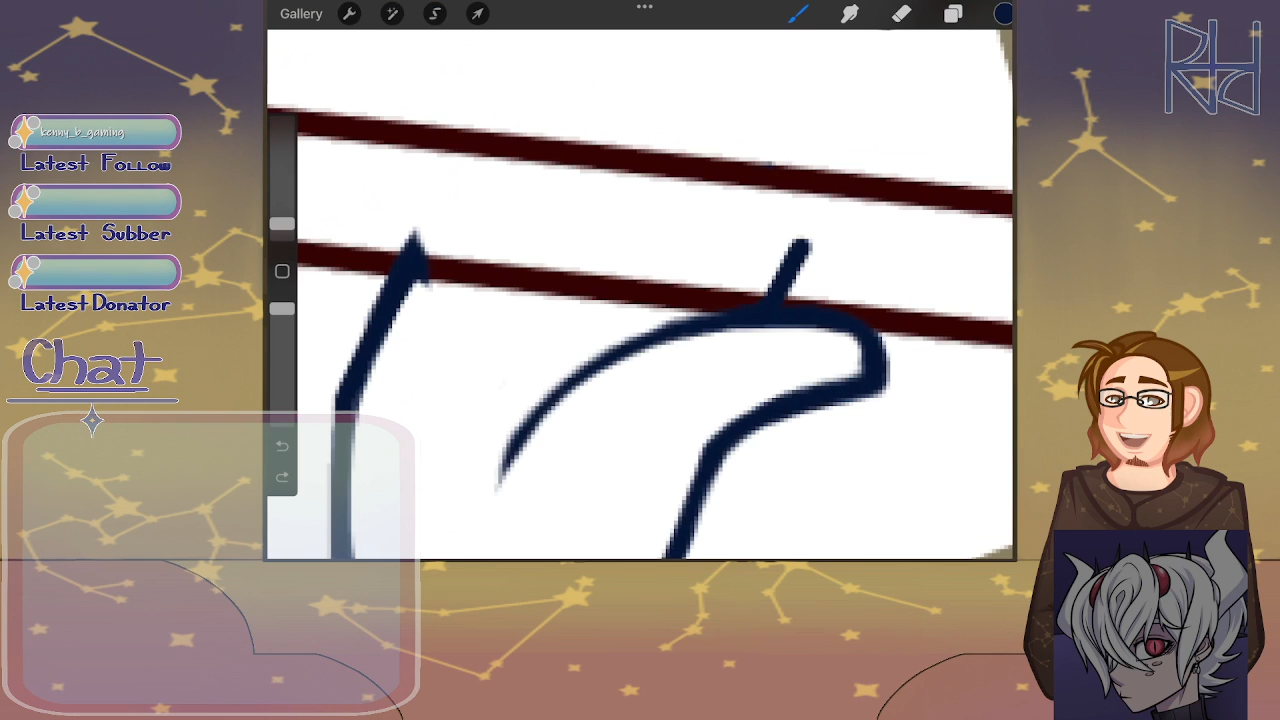 Gallery
kenny_b_gaming
Latest Follow
Latest Subber
Latest Donator
Chat